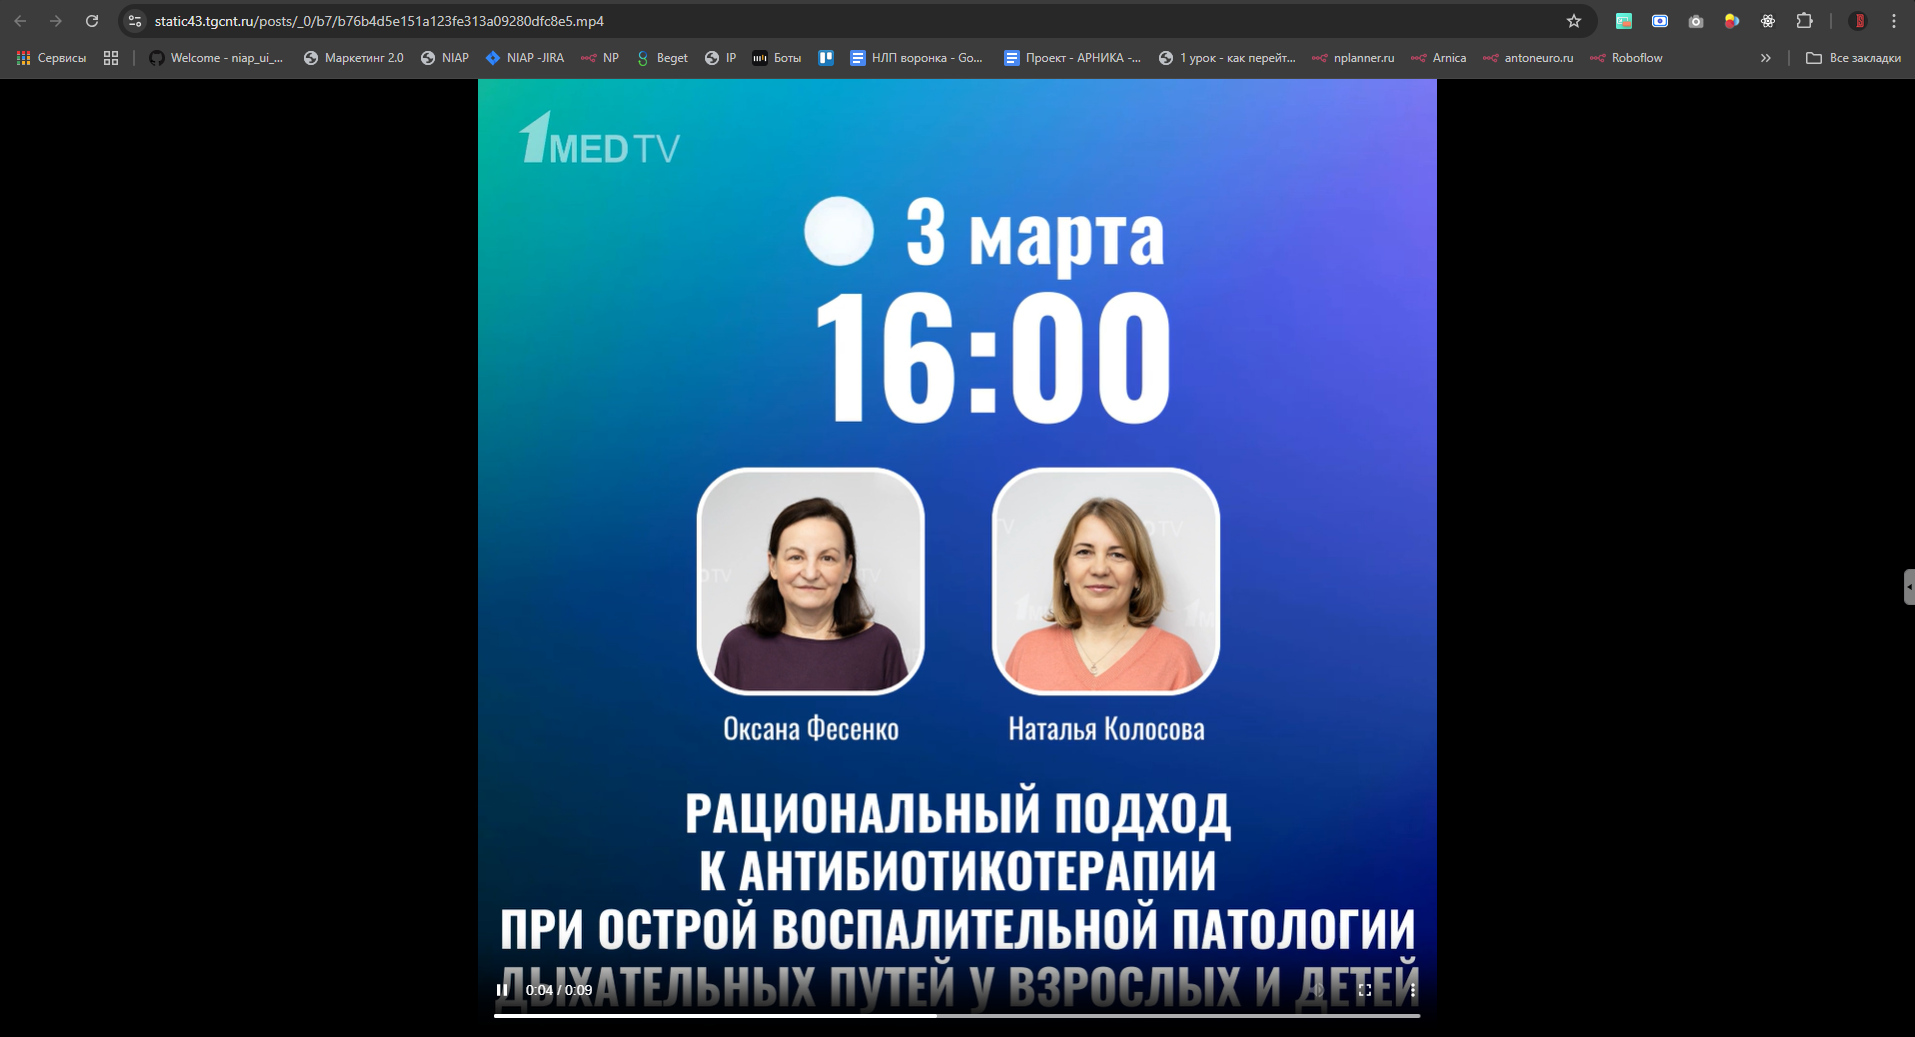 static43.tgcnt.ru/posts/_0/b7/b76b4d5e151a123fe313a09280dfc8e5.mp4
Сервисы
Welcome - niap_ui_...
Маркетинг 2.0
NIAP
NIAP -JIRA
NP
Beget
IP
Боты
НЛП воронка - Go...
Проект - АРНИКА -...
1 урок - как перейт...
nplanner.ru
Arnica
antoneuro.ru
Roboflow
»
Все закладки
1MEDTV
3 марта
16:00
Оксана Фесенко
Наталья Колосова
РАЦИОНАЛЬНЫЙ ПОДХОД
К АНТИБИОТИКОТЕРАПИИ
ПРИ ОСТРОЙ ВОСПАЛИТЕЛЬНОЙ ПАТОЛОГИИ
ДЫХАТЕЛЬНЫХ ПУТЕЙ У ВЗРОСЛЫХ И ДЕТЕЙ
0:04 / 0:09